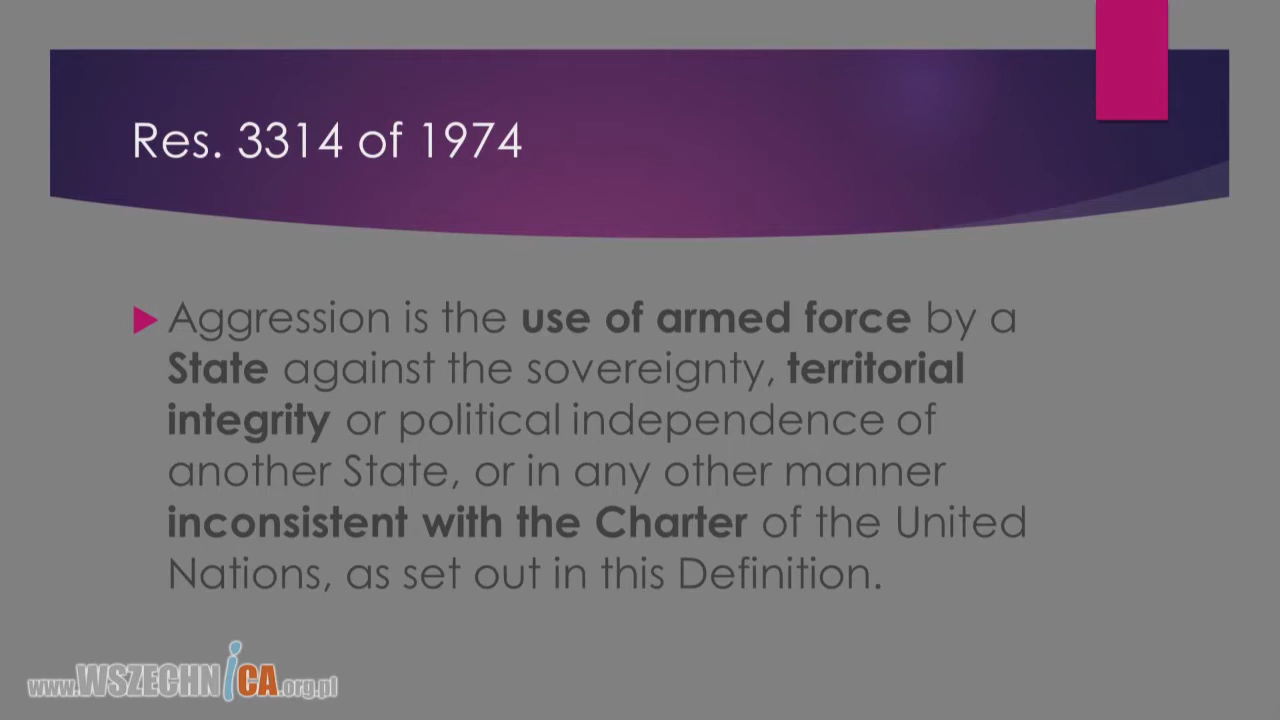 Res. 3314 of 1974
Aggression is the use of armed force by a
State against the sovereignty, territorial
integrity or political independence of
another State, or in any other manner
inconsistent with the Charter of the United
Nations, as set out in this Definition.
www.WSZECHNiCA.org.pl